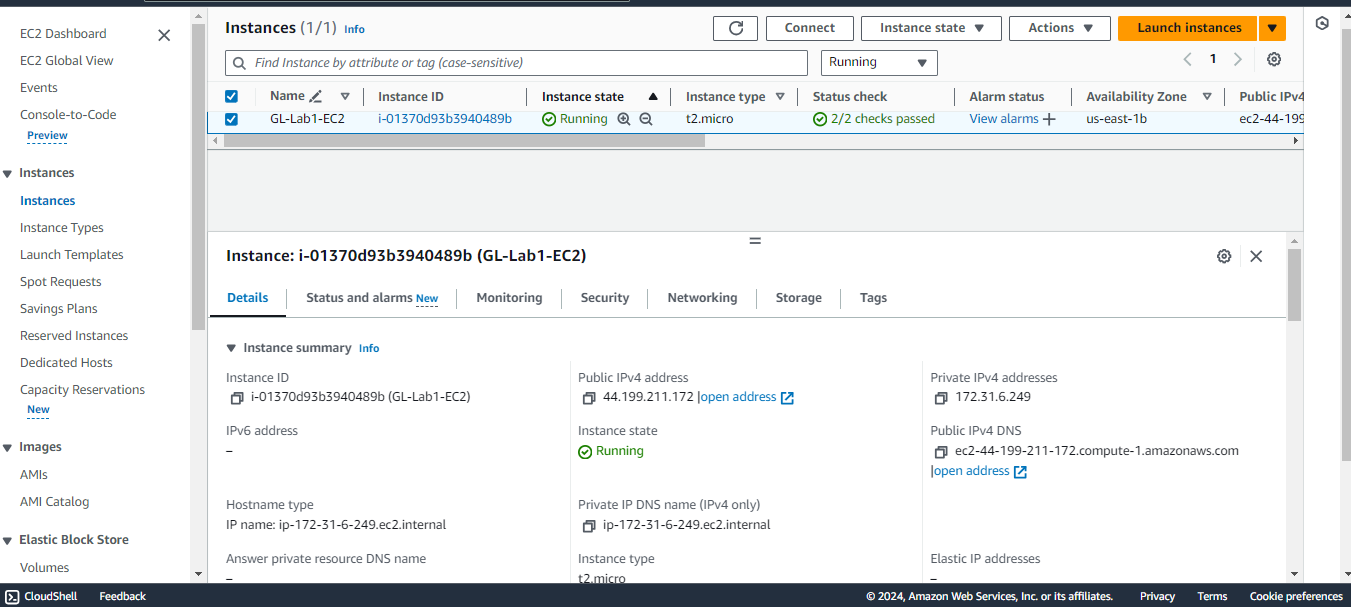 EC2 Dashboard
EC2 Global View
Events
Console-to-Code
Preview
Instances
Instances
Instance Types
Launch Templates
Spot Requests
Savings Plans
Reserved Instances
Dedicated Hosts
Capacity Reservations
New
Images
AMIs
AMI Catalog
Elastic Block Store
Volumes
Instances (1/1) Info
Connect
Instance state
Actions
Launch instances
Find Instance by attribute or tag (case-sensitive)
Running
1
Name Instance ID Instance state Instance type Status check Alarm status Availability Zone Public IPv4
GL-Lab1-EC2 i-01370d93b3940489b Running t2.micro 2/2 checks passed View alarms us-east-1b ec2-44-199
Instance: i-01370d93b3940489b (GL-Lab1-EC2)
Details Status and alarms New Monitoring Security Networking Storage Tags
Instance summary Info
Instance ID
i-01370d93b3940489b (GL-Lab1-EC2)
Public IPv4 address
44.199.211.172 |open address
Private IPv4 addresses
172.31.6.249
IPv6 address
–
Instance state
Running
Public IPv4 DNS
ec2-44-199-211-172.compute-1.amazonaws.com
|open address
Hostname type
IP name: ip-172-31-6-249.ec2.internal
Private IP DNS name (IPv4 only)
ip-172-31-6-249.ec2.internal
Answer private resource DNS name
–
Instance type
t2.micro
Elastic IP addresses
–
CloudShell Feedback © 2024, Amazon Web Services, Inc. or its affiliates. Privacy Terms Cookie preferences